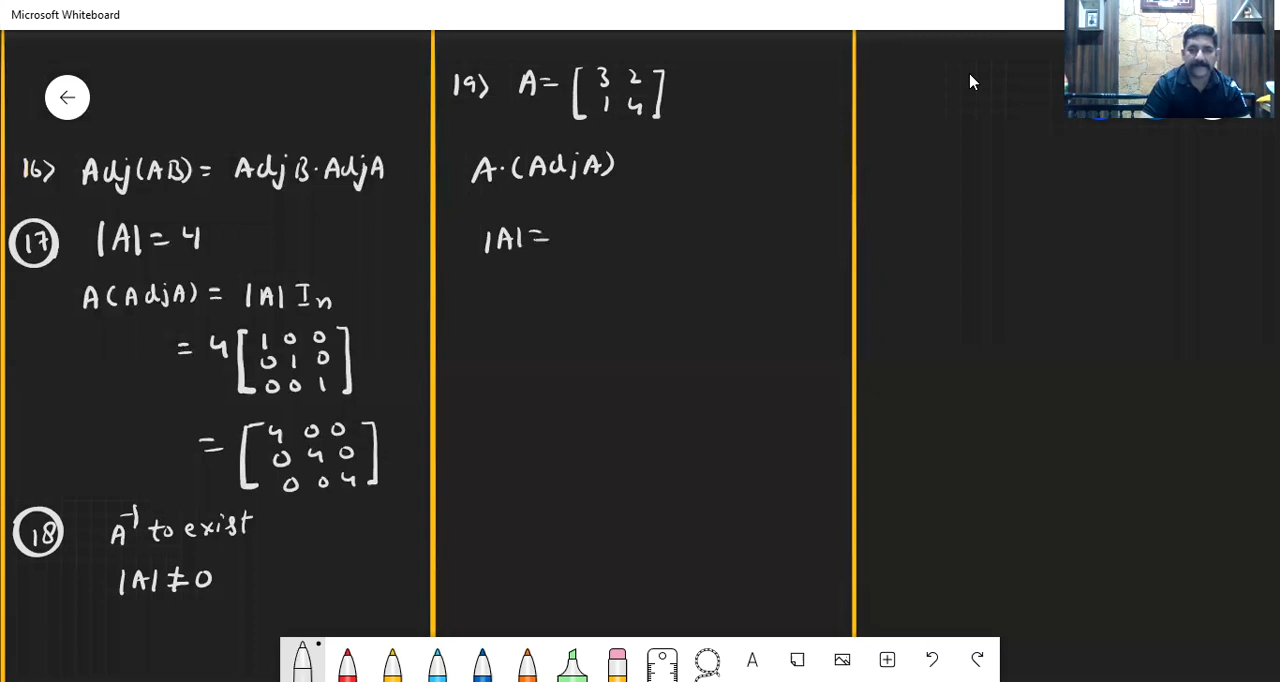 Microsoft Whiteboard
16> Adj(AB) = AdjB·AdjA
17 |A| = 4
A(AdjA) = |A| In
= 4 [ 1 0 0
0 1 0
0 0 1 ]
= [ 4 0 0
0 4 0
0 0 4 ]
18 A⁻¹ to exist
|A| ≠ 0
19> A = [ 3 2
1 4 ]
A·(AdjA)
|A| =
A